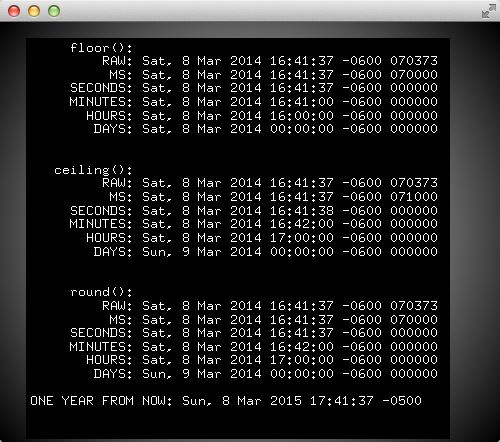 floor():
RAW: Sat, 8 Mar 2014 16:41:37 -0600 070373
MS: Sat, 8 Mar 2014 16:41:37 -0600 070000
SECONDS: Sat, 8 Mar 2014 16:41:37 -0600 000000
MINUTES: Sat, 8 Mar 2014 16:41:00 -0600 000000
HOURS: Sat, 8 Mar 2014 16:00:00 -0600 000000
DAYS: Sat, 8 Mar 2014 00:00:00 -0600 000000
ceiling():
RAW: Sat, 8 Mar 2014 16:41:37 -0600 070373
MS: Sat, 8 Mar 2014 16:41:37 -0600 071000
SECONDS: Sat, 8 Mar 2014 16:41:38 -0600 000000
MINUTES: Sat, 8 Mar 2014 16:42:00 -0600 000000
HOURS: Sat, 8 Mar 2014 17:00:00 -0600 000000
DAYS: Sun, 9 Mar 2014 00:00:00 -0600 000000
round():
RAW: Sat, 8 Mar 2014 16:41:37 -0600 070373
MS: Sat, 8 Mar 2014 16:41:37 -0600 070000
SECONDS: Sat, 8 Mar 2014 16:41:37 -0600 000000
MINUTES: Sat, 8 Mar 2014 16:42:00 -0600 000000
HOURS: Sat, 8 Mar 2014 17:00:00 -0600 000000
DAYS: Sun, 9 Mar 2014 00:00:00 -0600 000000
ONE YEAR FROM NOW: Sun, 8 Mar 2015 17:41:37 -0500